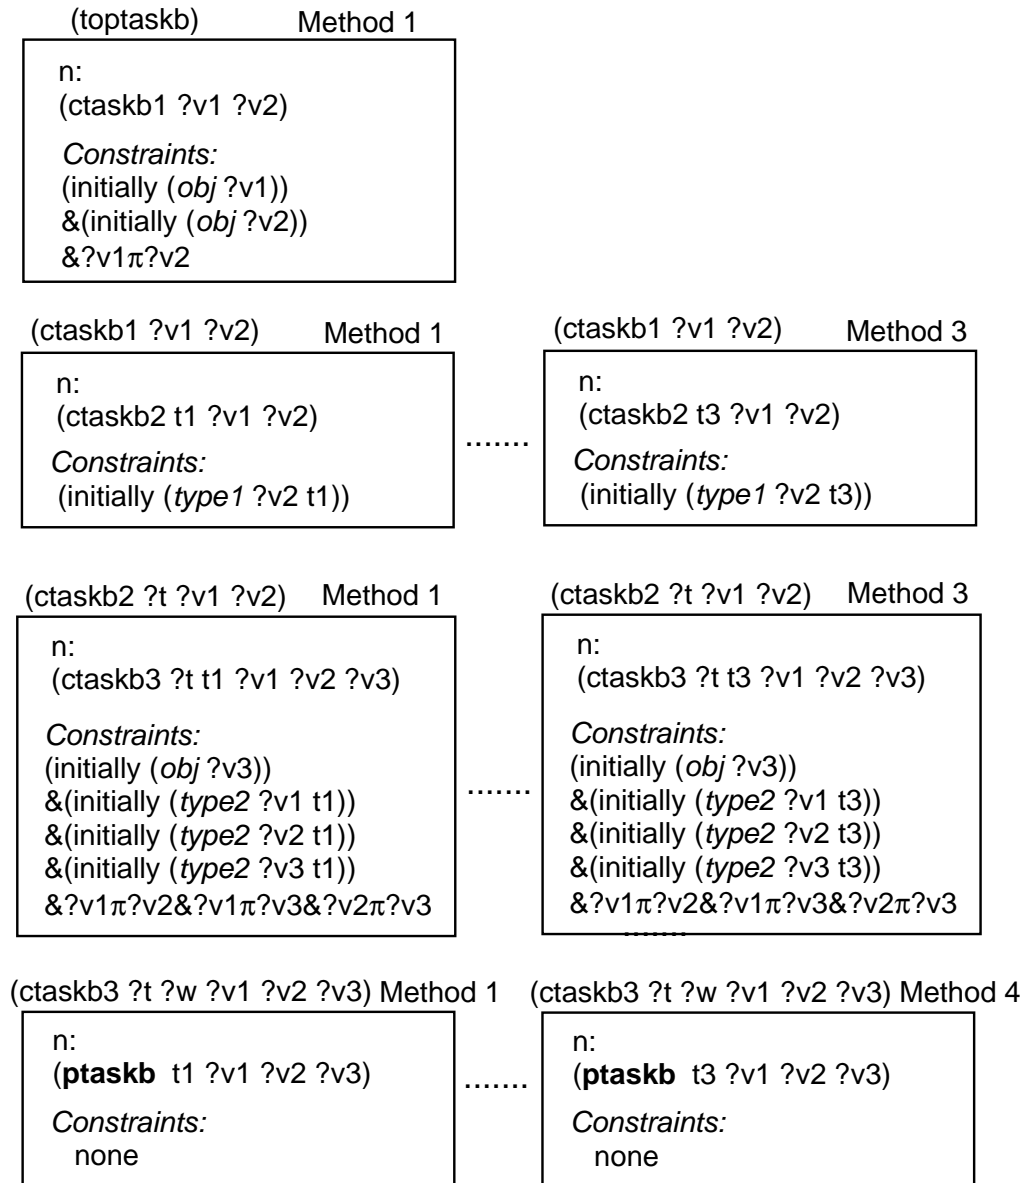 (toptaskb) Method 1
n:
(ctaskb1 ?v1 ?v2)
Constraints:
(initially (obj ?v1))
&(initially (obj ?v2))
&?v1π?v2
(ctaskb1 ?v1 ?v2) Method 1
n:
(ctaskb2 t1 ?v1 ?v2)
Constraints:
(initially (type1 ?v2 t1))
.......
(ctaskb1 ?v1 ?v2) Method 3
n:
(ctaskb2 t3 ?v1 ?v2)
Constraints:
(initially (type1 ?v2 t3))
(ctaskb2 ?t ?v1 ?v2) Method 1
n:
(ctaskb3 ?t t1 ?v1 ?v2 ?v3)
Constraints:
(initially (obj ?v3))
&(initially (type2 ?v1 t1))
&(initially (type2 ?v2 t1))
&(initially (type2 ?v3 t1))
&?v1π?v2&?v1π?v3&?v2π?v3
.......
(ctaskb2 ?t ?v1 ?v2) Method 3
n:
(ctaskb3 ?t t3 ?v1 ?v2 ?v3)
Constraints:
(initially (obj ?v3))
&(initially (type2 ?v1 t3))
&(initially (type2 ?v2 t3))
&(initially (type2 ?v3 t3))
&?v1π?v2&?v1π?v3&?v2π?v3
.......
(ctaskb3 ?t ?w ?v1 ?v2 ?v3) Method 1
n:
(ptaskb t1 ?v1 ?v2 ?v3)
Constraints:
none
.......
(ctaskb3 ?t ?w ?v1 ?v2 ?v3) Method 4
n:
(ptaskb t3 ?v1 ?v2 ?v3)
Constraints:
none